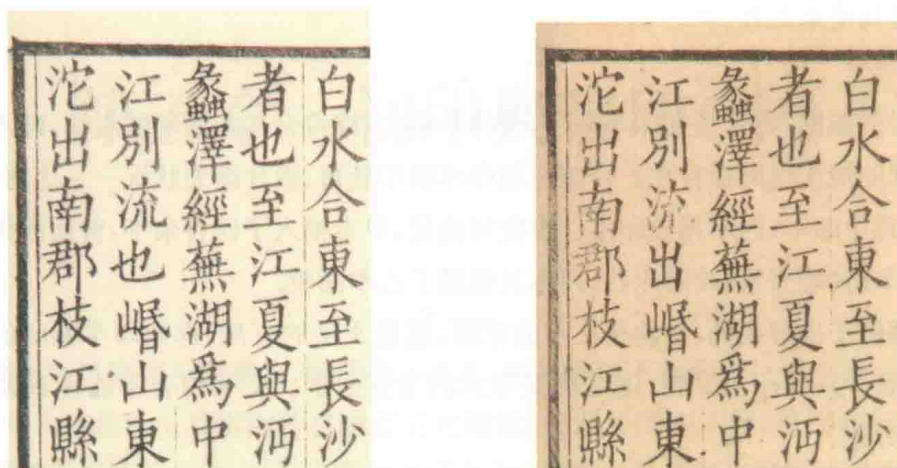 白水合東至長沙
者也至江夏與沔
蠡澤經蕪湖爲中
江別流也㟭山東
沱出南郡枝江縣
白水合東至長沙
者也至江夏與沔
蠡澤經蕪湖爲中
江別流出㟭山東
沱出南郡枝江縣